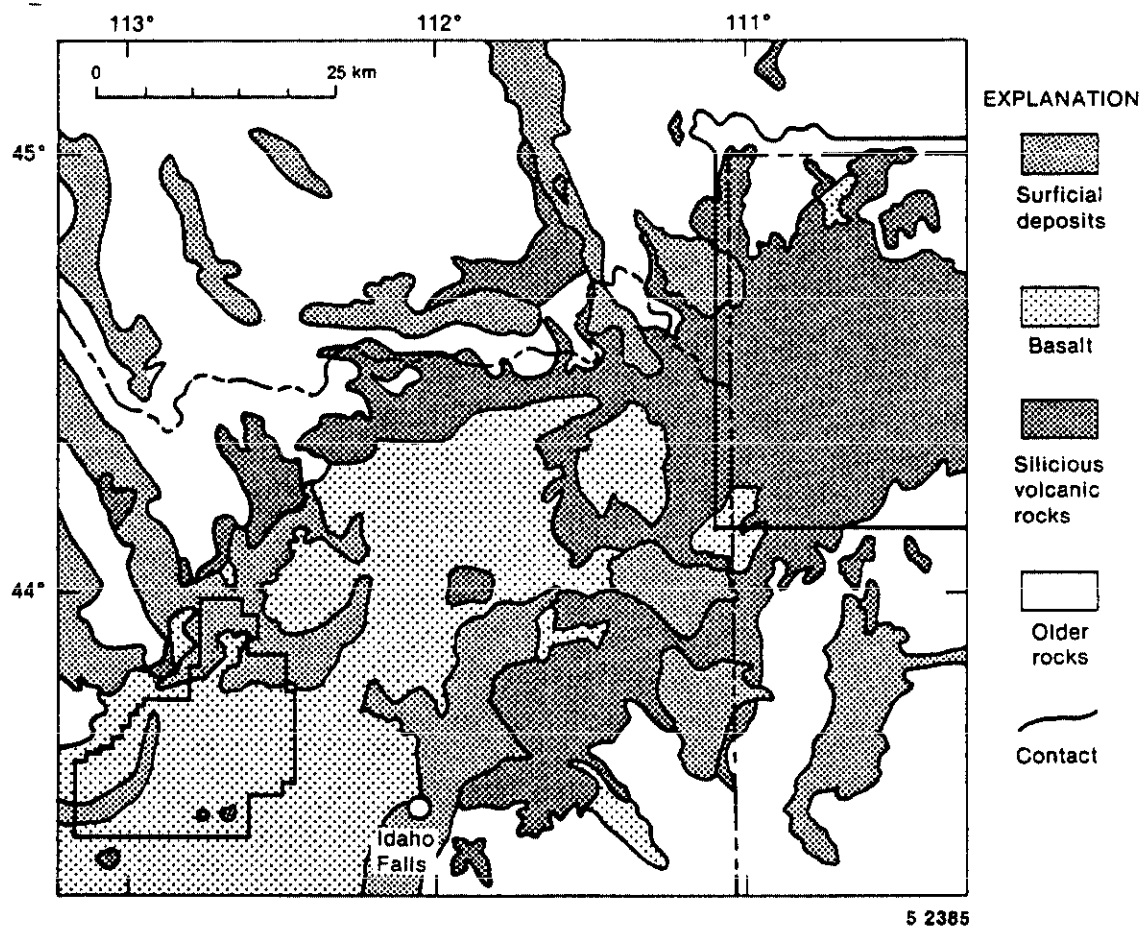 113°
112°
111°
0
25 km
EXPLANATION
45°
Surficial
deposits
Basalt
Silicious
volcanic
rocks
44°
Older
rocks
Contact
Idaho
Falls
5 2385